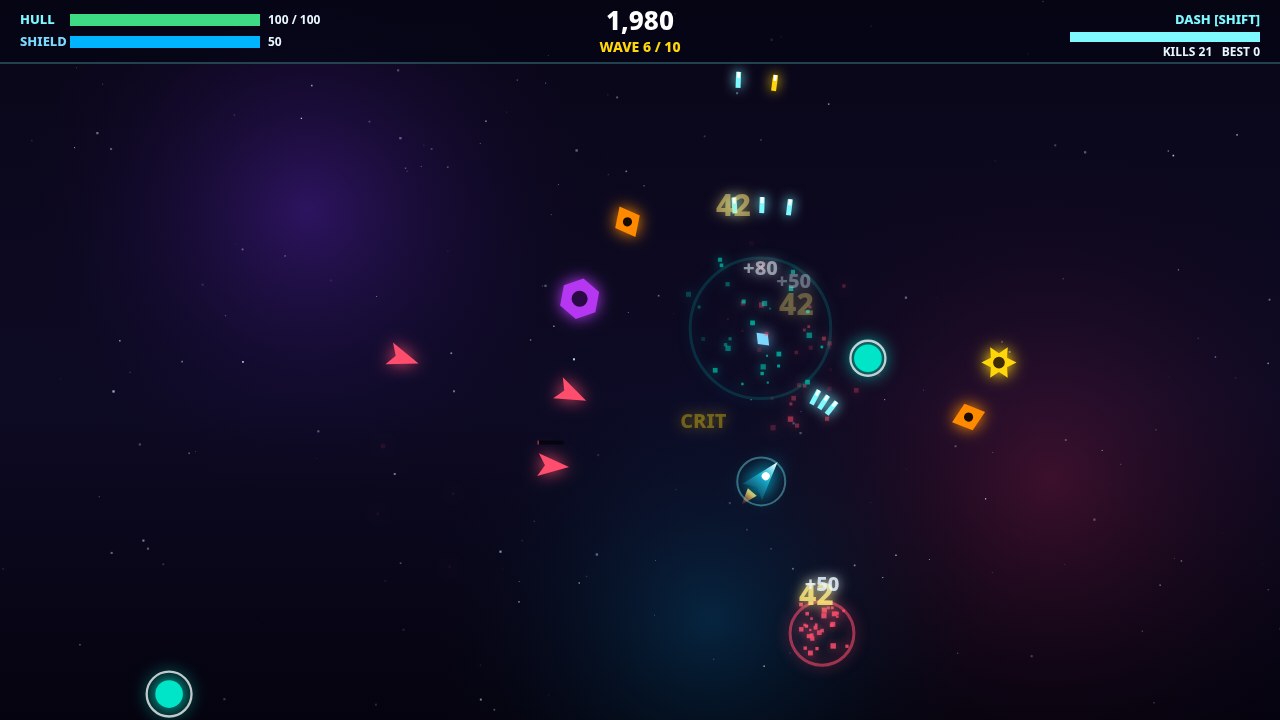 HULL 100 / 100
SHIELD 50
1,980
WAVE 6 / 10
DASH [SHIFT]
KILLS 21 BEST 0
42
+80
+50
42
CRIT
+50
42